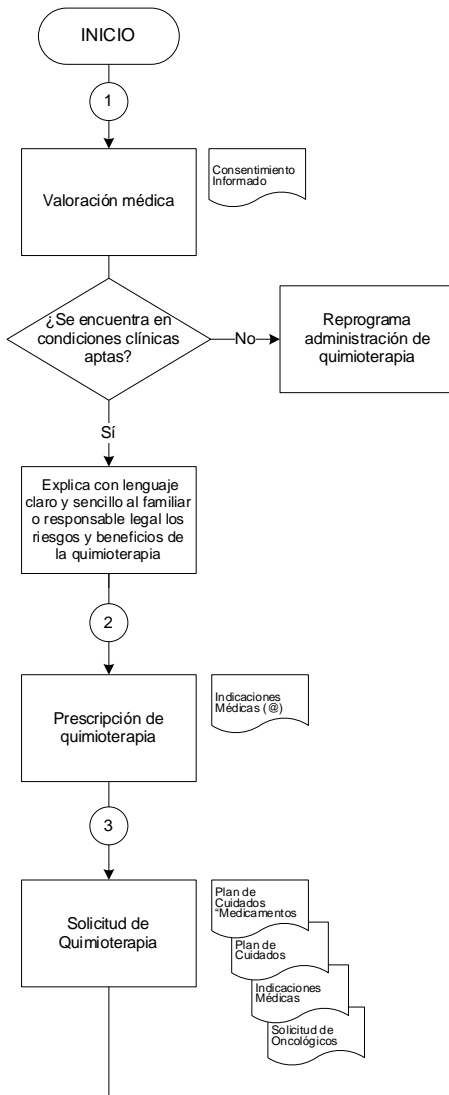 INICIO
1
Valoración médica
Consentimiento
Informado
¿Se encuentra en
condiciones clínicas
aptas?
No
Reprograma
administración de
quimioterapia
Sí
Explica con lenguaje
claro y sencillo al familiar
o responsable legal los
riesgos y beneficios de
la quimioterapia
2
Prescripción de
quimioterapia
Indicaciones
Médicas (@)
3
Solicitud de
Quimioterapia
Plan de
Cuidados
“Medicamentos
Plan de
Cuidados
Indicaciones
Médicas
Solicitud de
Oncológicos